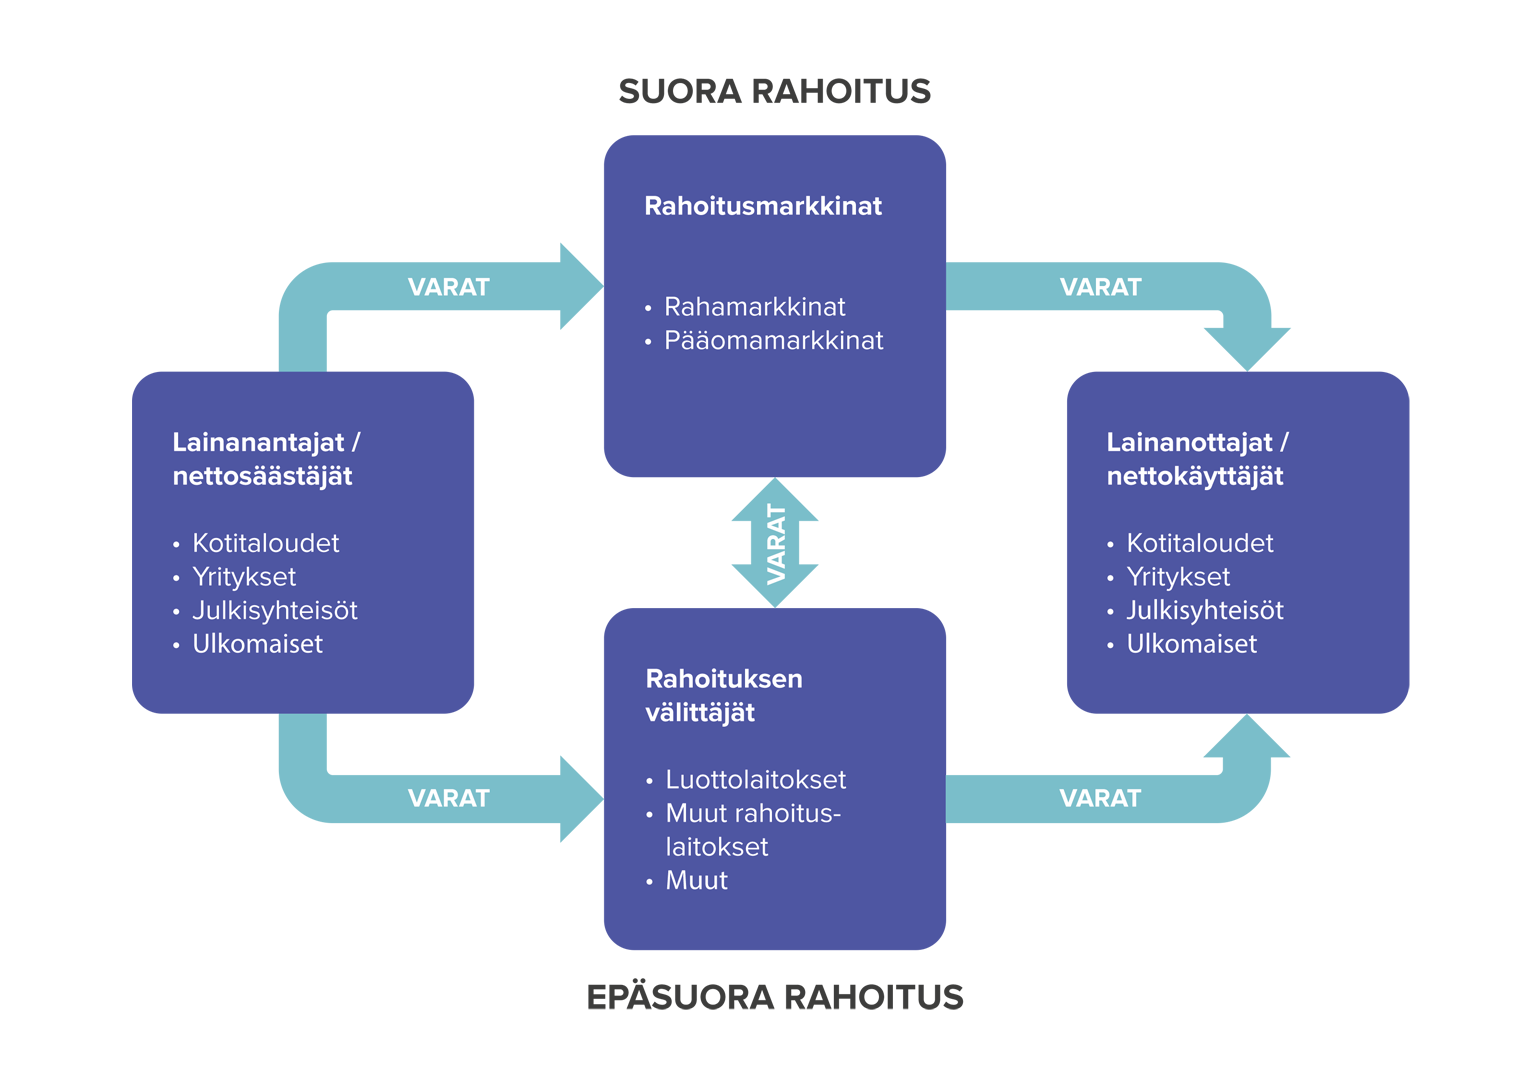 SUORA RAHOITUS
Rahoitusmarkkinat
• Rahamarkkinat
• Pääomamarkkinat
VARAT
VARAT
Lainanantajat /
nettosäästäjät
• Kotitaloudet
• Yritykset
• Julkisyhteisöt
• Ulkomaiset
VARAT
Lainanottajat /
nettokäyttäjät
• Kotitaloudet
• Yritykset
• Julkisyhteisöt
• Ulkomaiset
Rahoituksen
välittäjät
• Luottolaitokset
• Muut rahoitus-
laitokset
• Muut
VARAT
VARAT
EPÄSUORA RAHOITUS